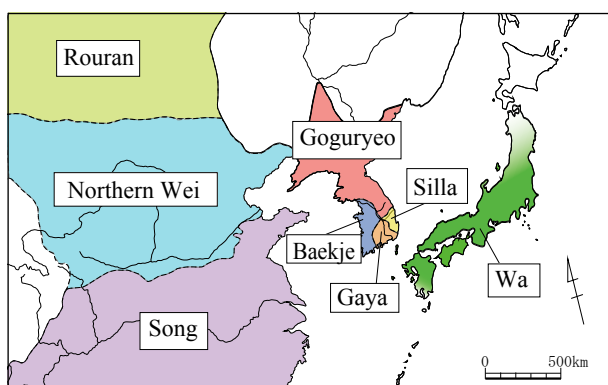 Rouran
Goguryeo
Northern Wei
Silla
Baekje
Gaya
Wa
Song
0 500km